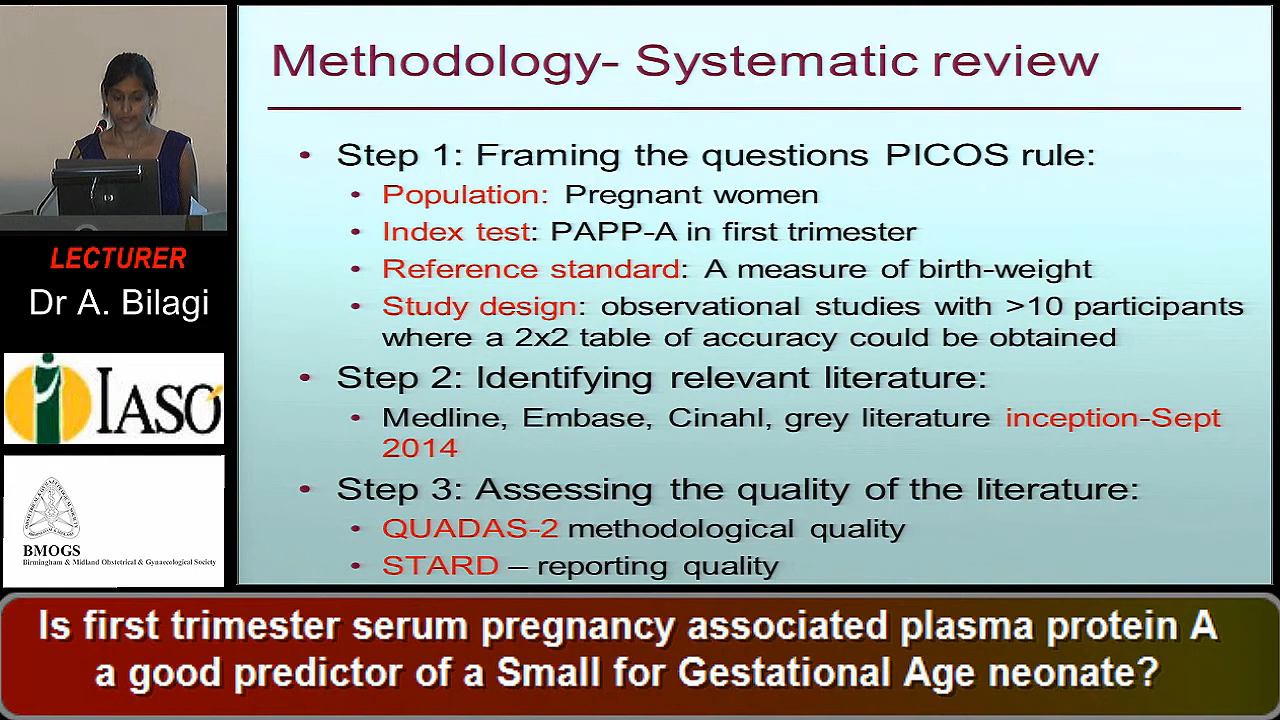 Methodology- Systematic review
• Step 1: Framing the questions PICOS rule:
• Population: Pregnant women
• Index test: PAPP-A in first trimester
• Reference standard: A measure of birth-weight
• Study design: observational studies with >10 participants
where a 2x2 table of accuracy could be obtained
• Step 2: Identifying relevant literature:
• Medline, Embase, Cinahl, grey literature inception-Sept
2014
• Step 3: Assessing the quality of the literature:
• QUADAS-2 methodological quality
• STARD – reporting quality
LECTURER
Dr A. Bilagi
IASO
BMOGS
Birmingham & Midland Obstetrical & Gynaecological Society
Is first trimester serum pregnancy associated plasma protein A
a good predictor of a Small for Gestational Age neonate?